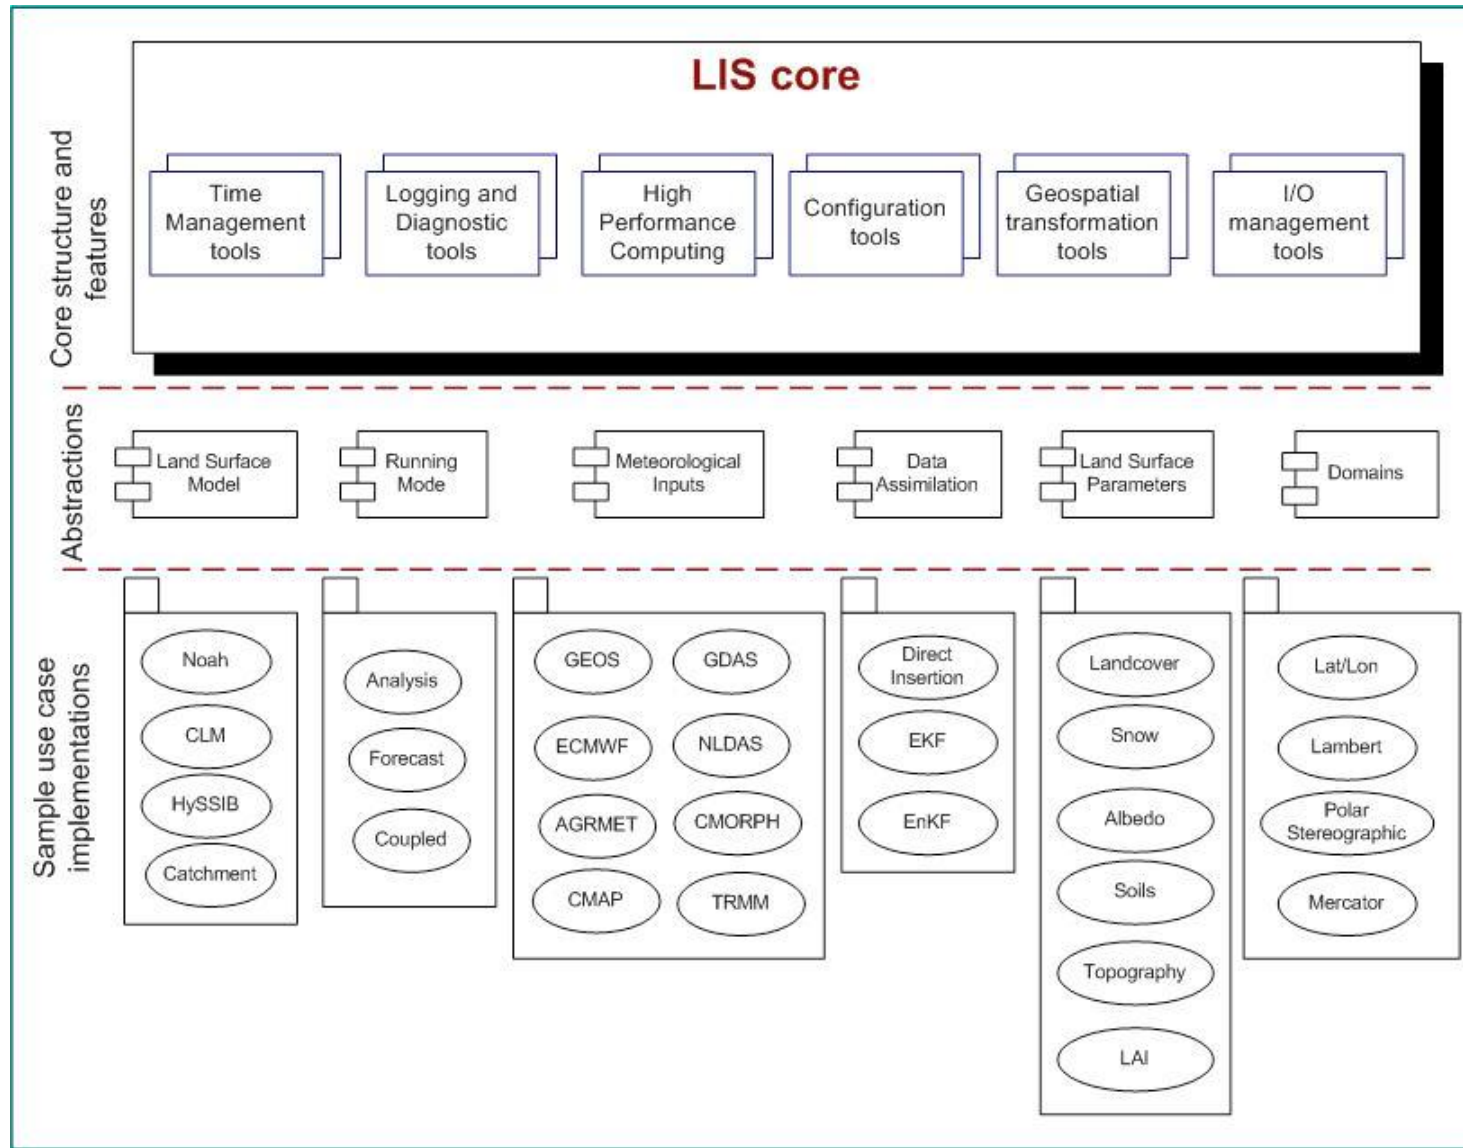 LIS core
Core structure and
features
Time
Management
tools
Logging and
Diagnostic
tools
High
Performance
Computing
Configuration
tools
Geospatial
transformation
tools
I/O
management
tools
Abstractions
Land Surface
Model
Running
Mode
Meteorological
Inputs
Data
Assimilation
Land Surface
Parameters
Domains
Sample use case
implementations
Noah
CLM
HySSIB
Catchment
Analysis
Forecast
Coupled
GEOS
GDAS
ECMWF
NLDAS
AGRMET
CMORPH
CMAP
TRMM
Direct
Insertion
EKF
EnKF
Landcover
Snow
Albedo
Soils
Topography
LAI
Lat/Lon
Lambert
Polar
Stereographic
Mercator